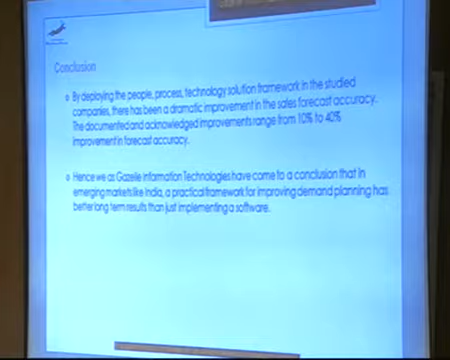 Conclusion
By deploying the people, process, technology solution framework in the studied
companies, there has been a dramatic improvement in the sales forecast accuracy.
The documented and acknowledged improvements range from 10% to 40%
improvement in forecast accuracy.
Hence we as Gazelle Information Technologies have come to a conclusion that in
emerging markets like India, a practical framework for improving demand planning has
better long term results than just implementing a software.